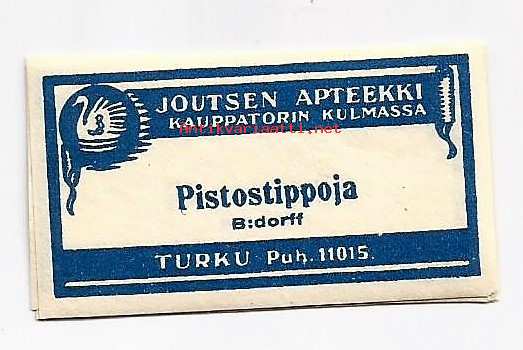 JOUTSEN APTEEKKI
KAUPPATORIN KULMASSA
Antikvariaatti.net
Pistostippoja
B:dorff
TURKU Puh. 11015.